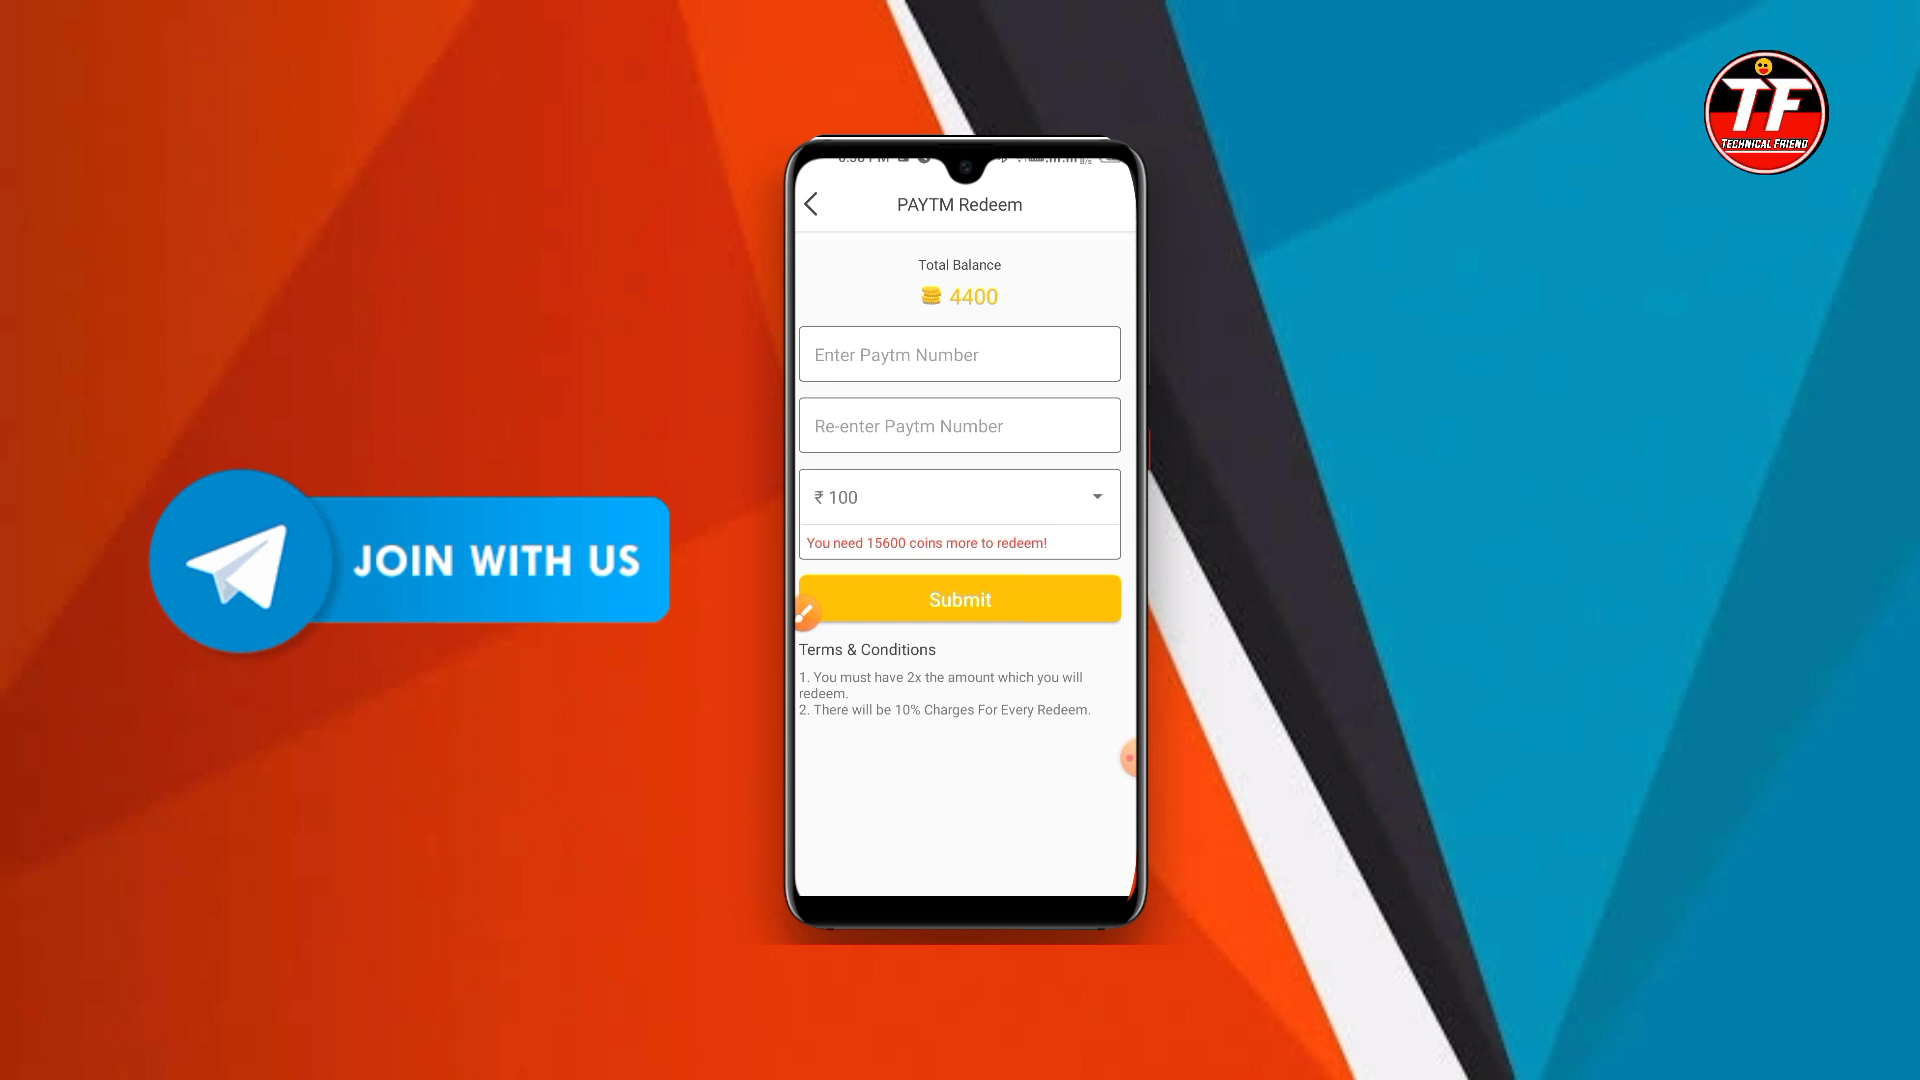 TF
TECHNICAL FRIEND
PAYTM Redeem
Total Balance
4400
Enter Paytm Number
Re-enter Paytm Number
₹ 100
You need 15600 coins more to redeem!
JOIN WITH US
Submit
Terms & Conditions
1. You must have 2x the amount which you will
redeem.
2. There will be 10% Charges For Every Redeem.